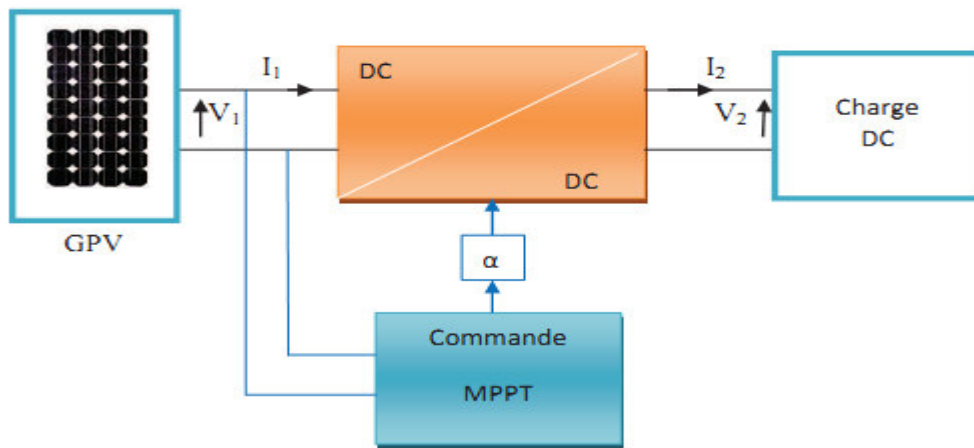 I₁
DC
I₂
V₁
V₂
Charge
DC
DC
GPV
α
Commande
MPPT